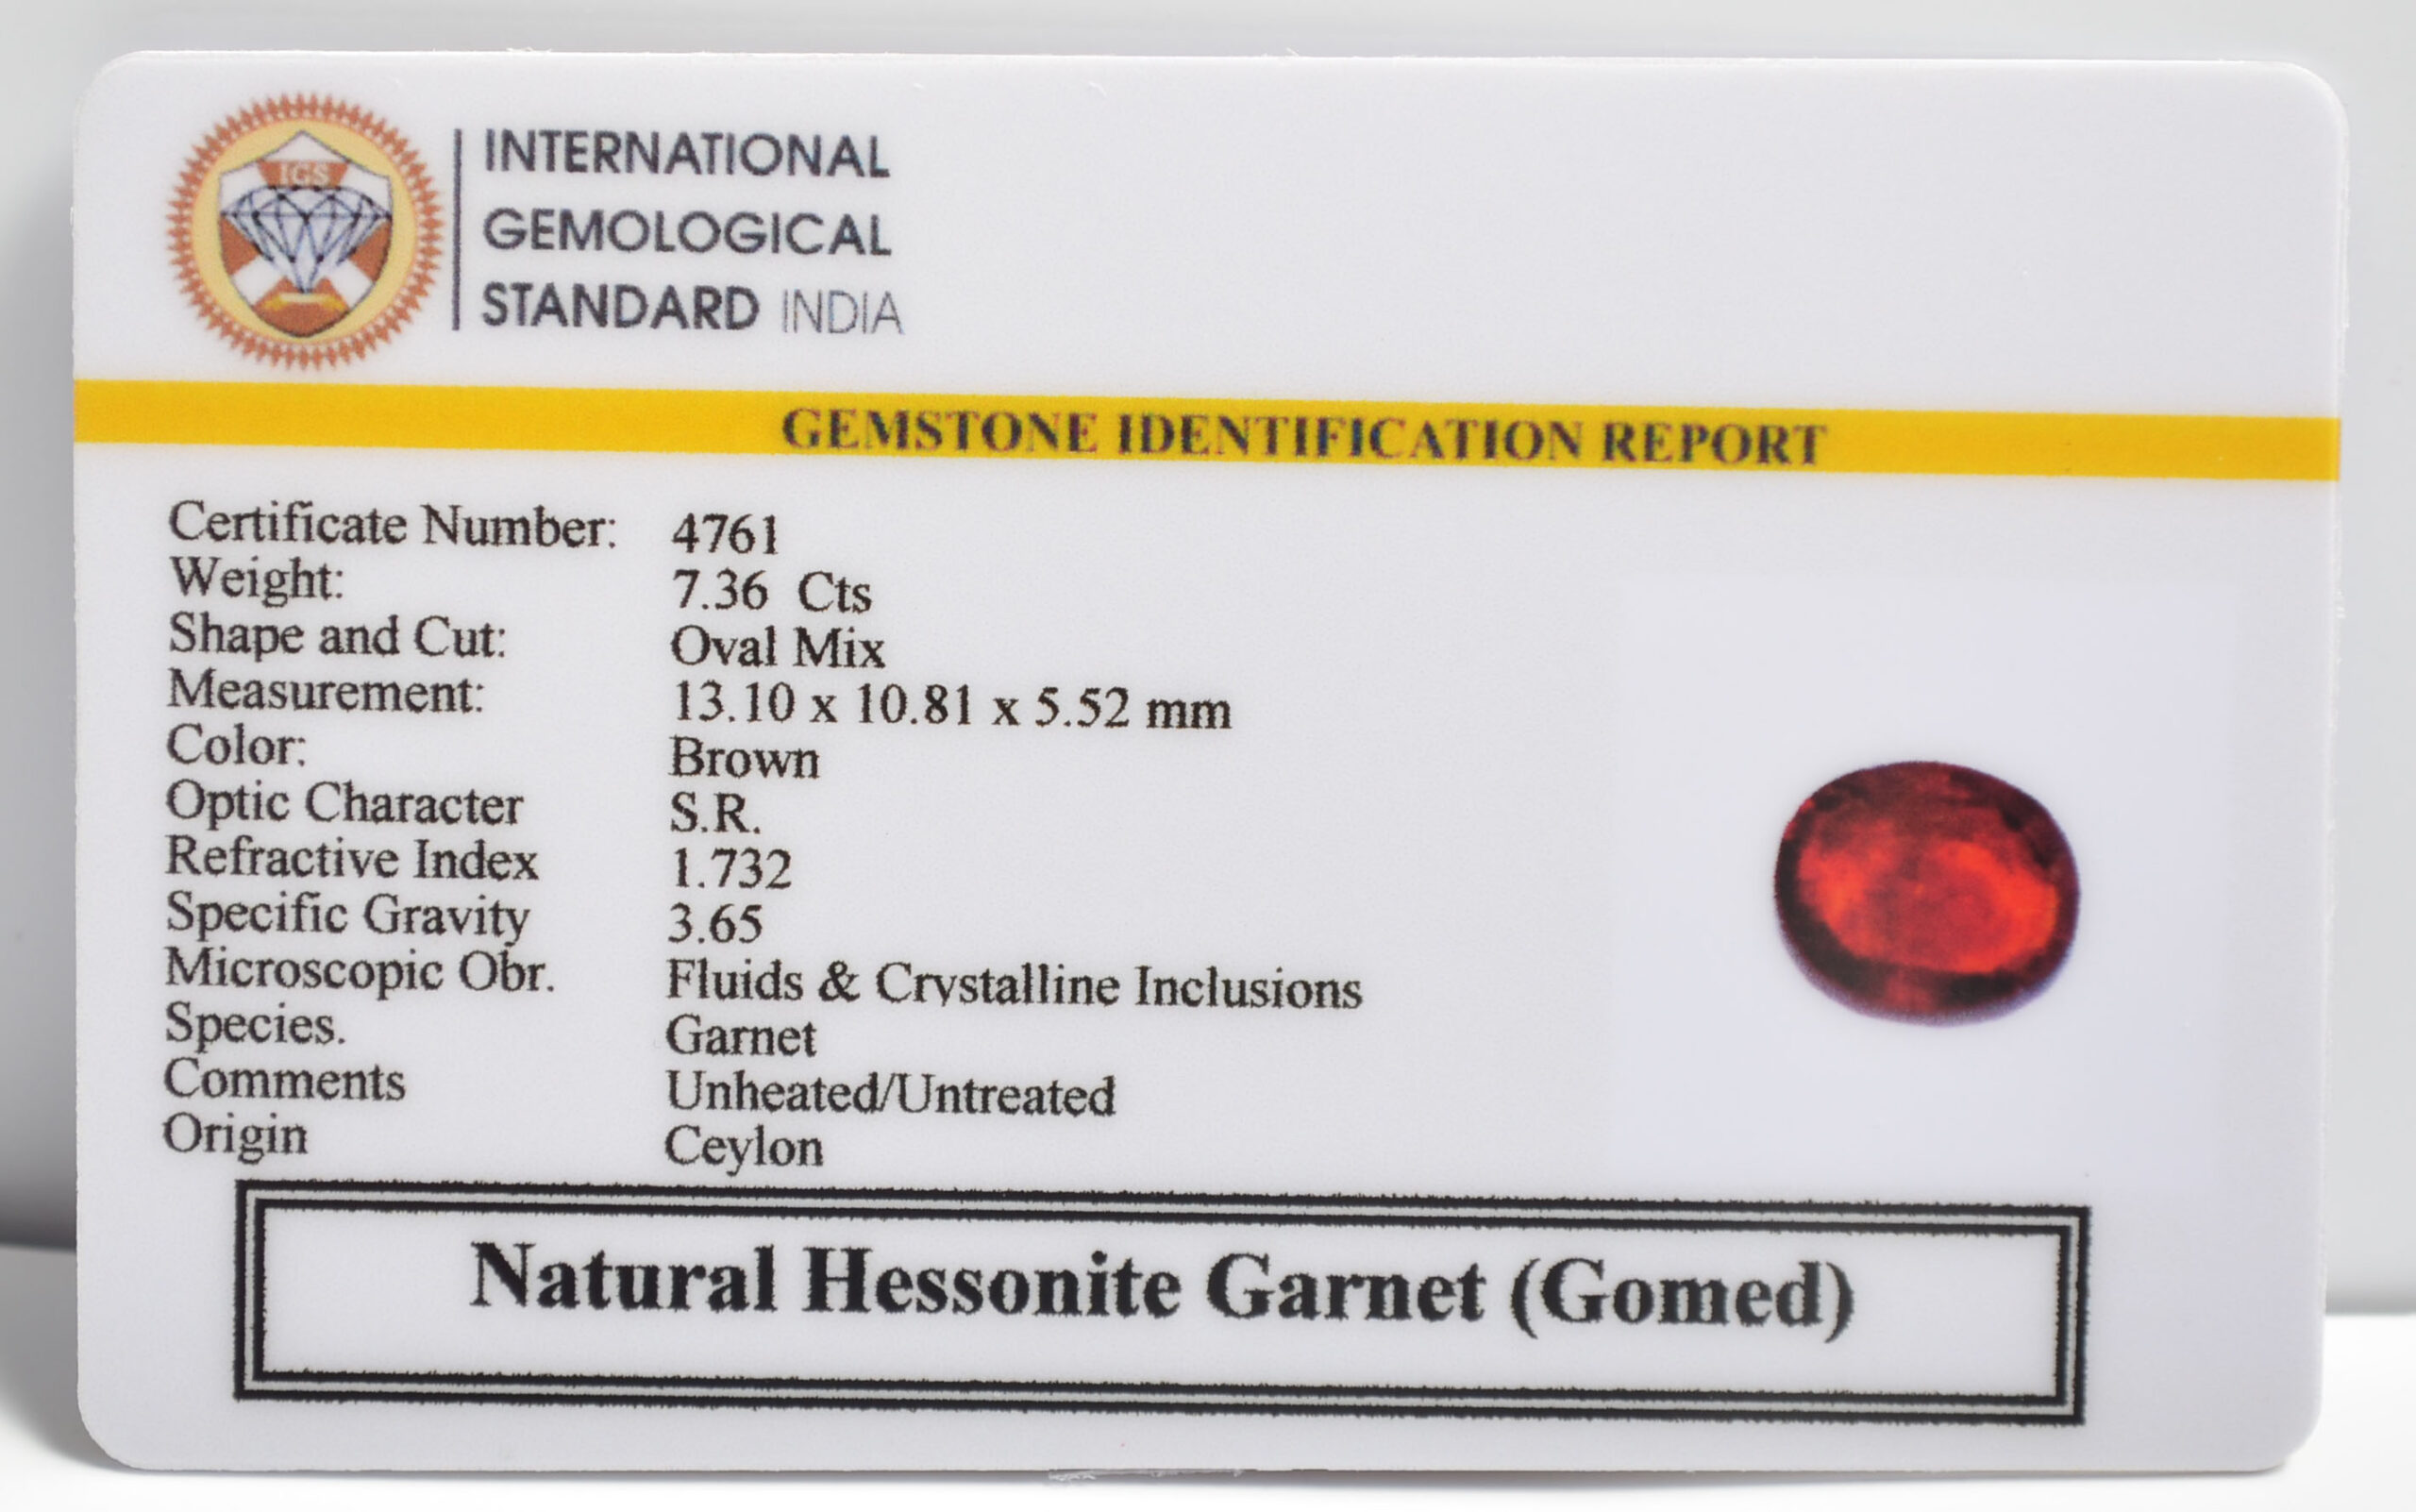 IGS
INTERNATIONAL
GEMOLOGICAL
STANDARD INDIA
GEMSTONE IDENTIFICATION REPORT
Certificate Number: 4761
Weight: 7.36 Cts
Shape and Cut: Oval Mix
Measurement: 13.10 x 10.81 x 5.52 mm
Color: Brown
Optic Character S.R.
Refractive Index 1.732
Specific Gravity 3.65
Microscopic Obr. Fluids & Crystalline Inclusions
Species. Garnet
Comments Unheated/Untreated
Origin Ceylon
Natural Hessonite Garnet (Gomed)